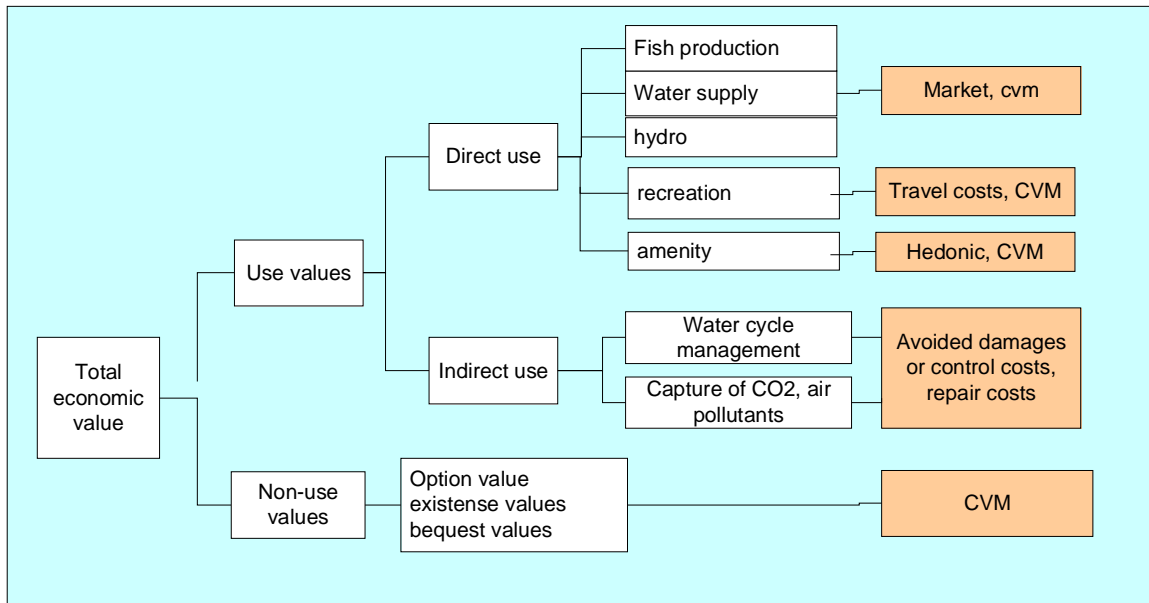 Total
economic
value
Use values
Non-use
values
Direct use
Indirect use
Option value
existense values
bequest values
Fish production
Water supply
hydro
recreation
amenity
Water cycle
management
Capture of CO2, air
pollutants
Market, cvm
Travel costs, CVM
Hedonic, CVM
Avoided damages
or control costs,
repair costs
CVM